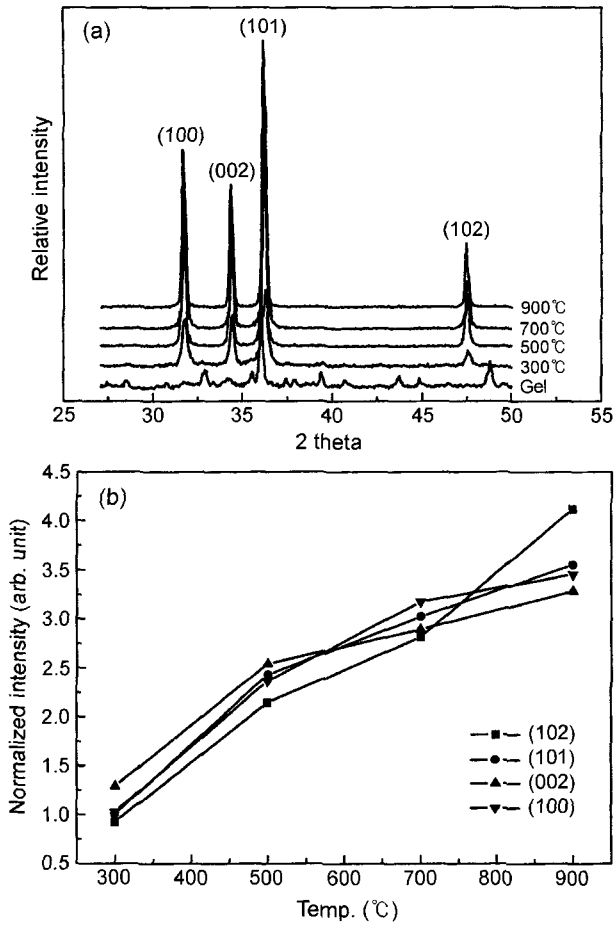 (a)
(101)
(100)
(002)
(102)
900℃
700℃
500℃
300℃
Gel
Relative intensity
25 30 35 40 45 50 55
2 theta
(b)
4.5
4.0
3.5
3.0
2.5
2.0
1.5
1.0
0.5
Normalized intensity (arb. unit)
(102)
(101)
(002)
(100)
300 400 500 600 700 800 900
Temp. (℃)